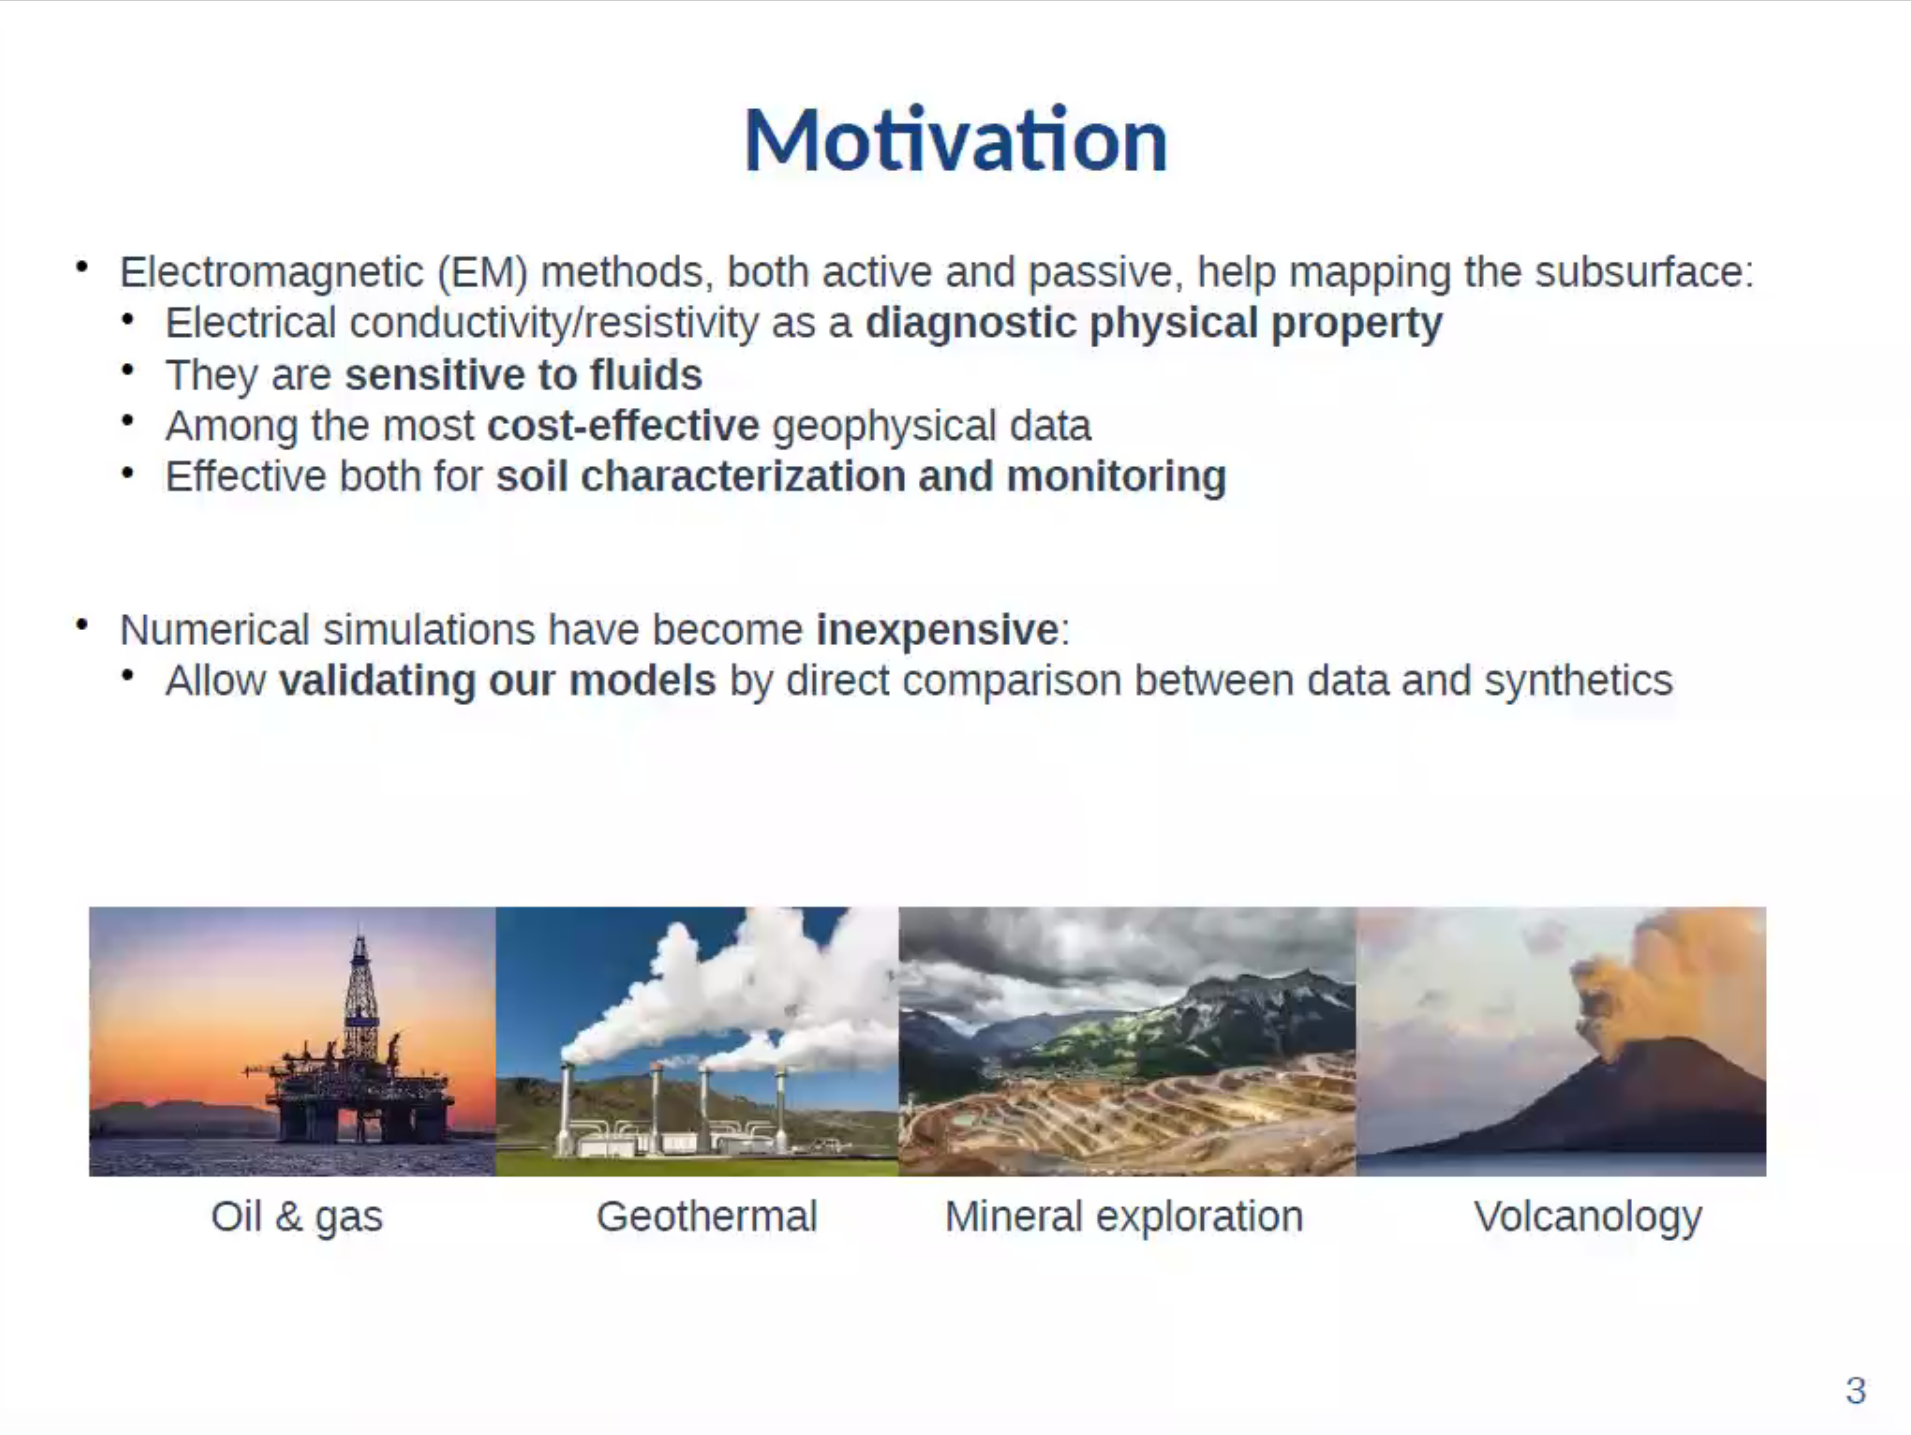 Motivation
• Electromagnetic (EM) methods, both active and passive, help mapping the subsurface:
• Electrical conductivity/resistivity as a diagnostic physical property
• They are sensitive to fluids
• Among the most cost-effective geophysical data
• Effective both for soil characterization and monitoring
• Numerical simulations have become inexpensive:
• Allow validating our models by direct comparison between data and synthetics
Oil & gas
Geothermal
Mineral exploration
Volcanology
3